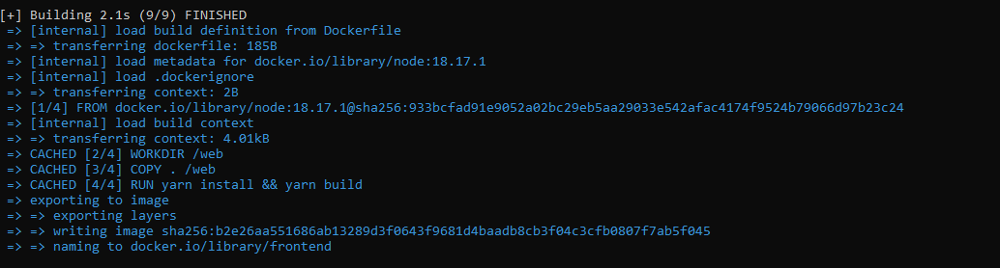 [+] Building 2.1s (9/9) FINISHED
=> [internal] load build definition from Dockerfile
=> => transferring dockerfile: 185B
=> [internal] load metadata for docker.io/library/node:18.17.1
=> [internal] load .dockerignore
=> => transferring context: 2B
=> [1/4] FROM docker.io/library/node:18.17.1@sha256:933bcfad91e9052a02bc29eb5aa29033e542afac4174f9524b79066d97b23c24
=> [internal] load build context
=> => transferring context: 4.01kB
=> CACHED [2/4] WORKDIR /web
=> CACHED [3/4] COPY . /web
=> CACHED [4/4] RUN yarn install && yarn build
=> exporting to image
=> => exporting layers
=> => writing image sha256:b2e26aa551686ab13289d3f0643f9681d4baadb8cb3f04c3cfb0807f7ab5f045
=> => naming to docker.io/library/frontend